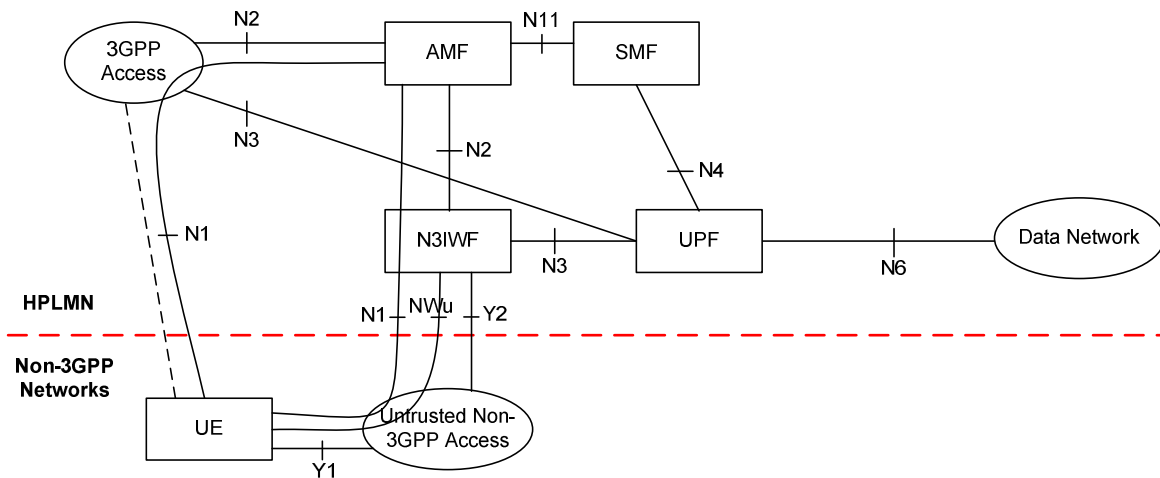 N2
N11
3GPP
Access
AMF
SMF
N3
N2
N4
N1
N3IWF
UPF
Data Network
N3
N6
HPLMN
N1
NWu
Y2
Non-3GPP
Networks
UE
Untrusted Non-
3GPP Access
Y1